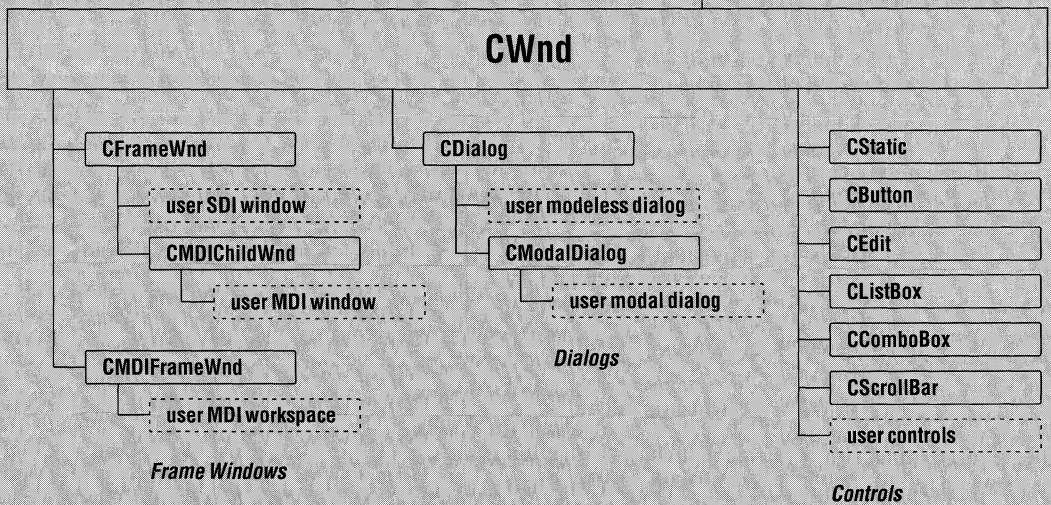 CWnd
CFrameWnd
user SDI window
CMDIChildWnd
user MDI window
CMDIFrameWnd
user MDI workspace
Frame Windows
CDialog
user modeless dialog
CModalDialog
user modal dialog
Dialogs
CStatic
CButton
CEdit
CListBox
CComboBox
CScrollBar
user controls
Controls